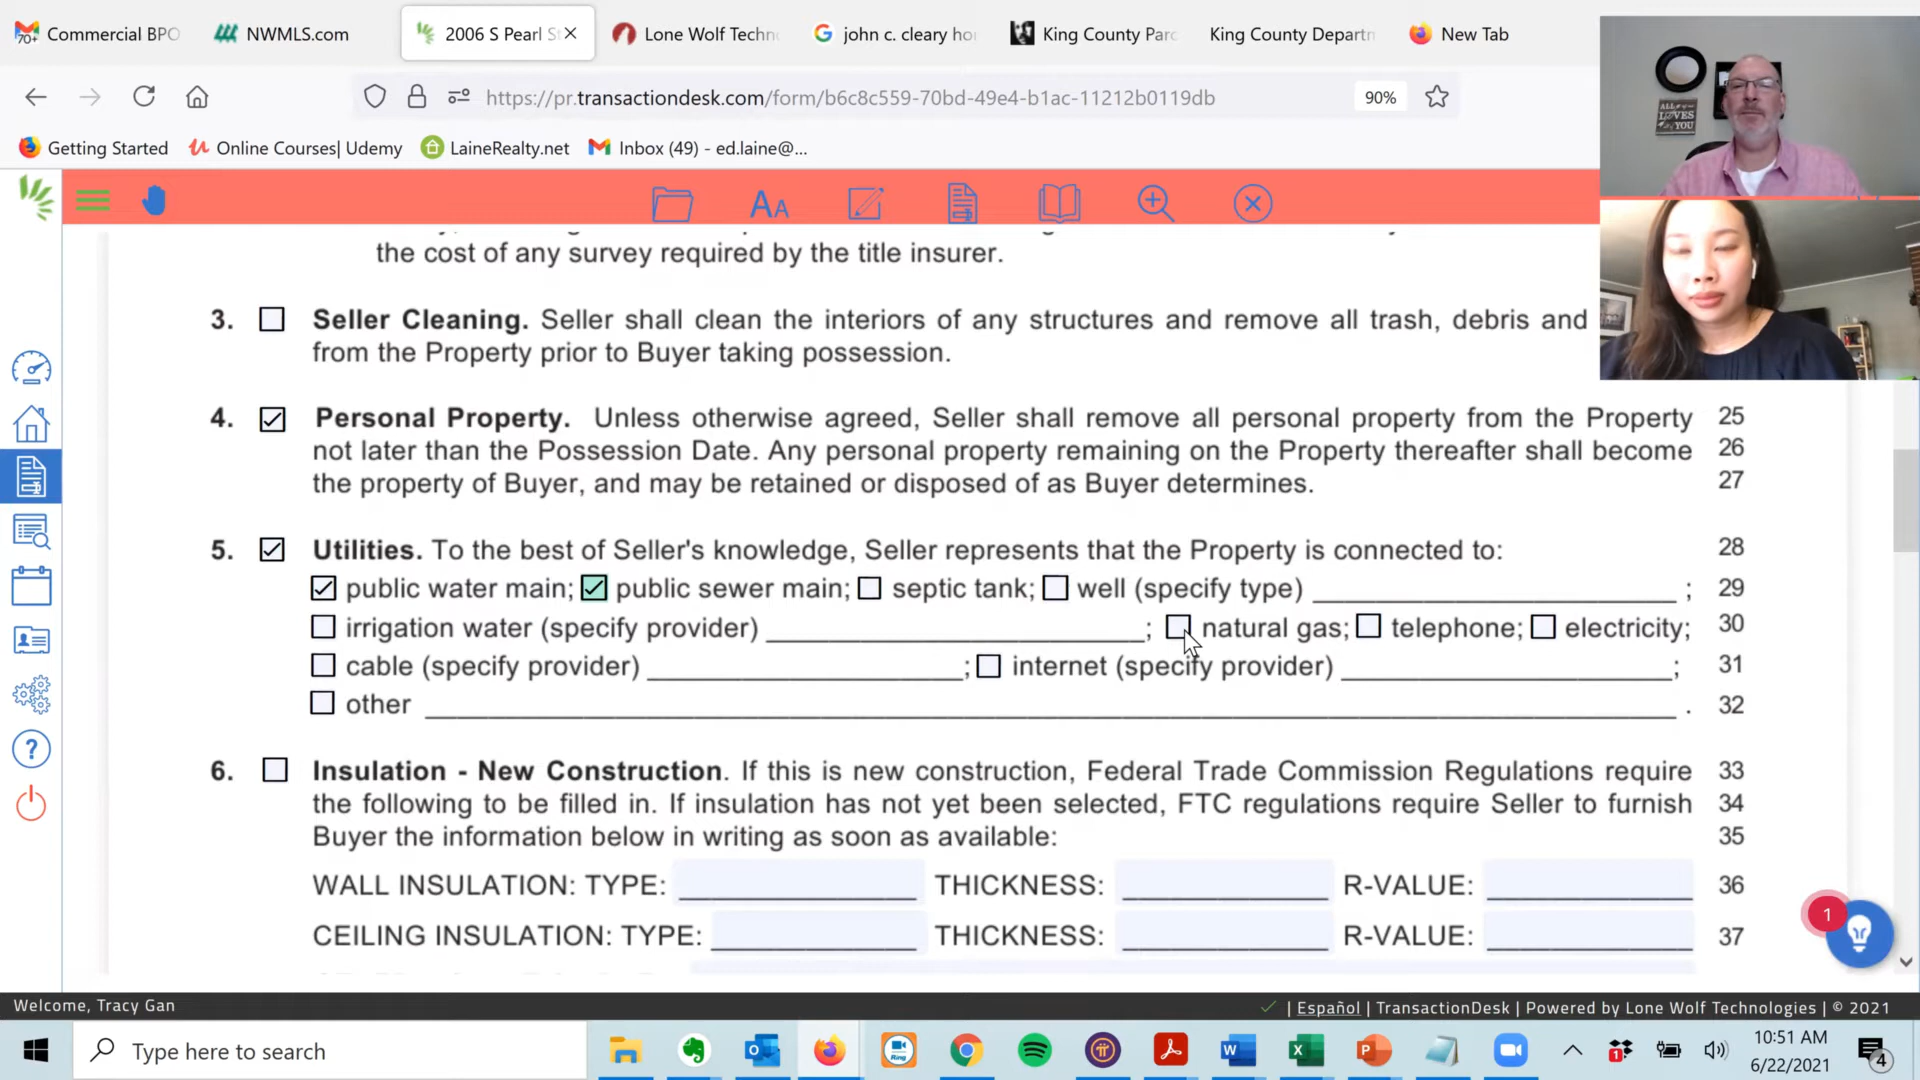 70+
Commercial BPO
NWMLS.com
2006 S Pearl S
Lone Wolf Techn
john c. cleary ho
King County Parc
King County Departm
New Tab
https://pr.transactiondesk.com/form/b6c8c559-70bd-49e4-b1ac-11212b0119db
90%
Getting Started
Online Courses| Udemy
LaineRealty.net
Inbox (49) - ed.laine@...
ALL
LOVES
YOU
the cost of any survey required by the title insurer.
3. Seller Cleaning. Seller shall clean the interiors of any structures and remove all trash, debris and
from the Property prior to Buyer taking possession.
4. Personal Property. Unless otherwise agreed, Seller shall remove all personal property from the Property 25
not later than the Possession Date. Any personal property remaining on the Property thereafter shall become 26
the property of Buyer, and may be retained or disposed of as Buyer determines. 27
5. Utilities. To the best of Seller's knowledge, Seller represents that the Property is connected to: 28
public water main; public sewer main; septic tank; well (specify type) ; 29
irrigation water (specify provider) ; natural gas; telephone; electricity; 30
cable (specify provider) ; internet (specify provider) ; 31
other . 32
6. Insulation - New Construction. If this is new construction, Federal Trade Commission Regulations require 33
the following to be filled in. If insulation has not yet been selected, FTC regulations require Seller to furnish 34
Buyer the information below in writing as soon as available: 35
WALL INSULATION: TYPE: THICKNESS: R-VALUE: 36
CEILING INSULATION: TYPE: THICKNESS: R-VALUE: 37
1
Welcome, Tracy Gan
| Español | TransactionDesk | Powered by Lone Wolf Technologies | © 2021
Type here to search
Ring
1
10:51 AM
6/22/2021
4